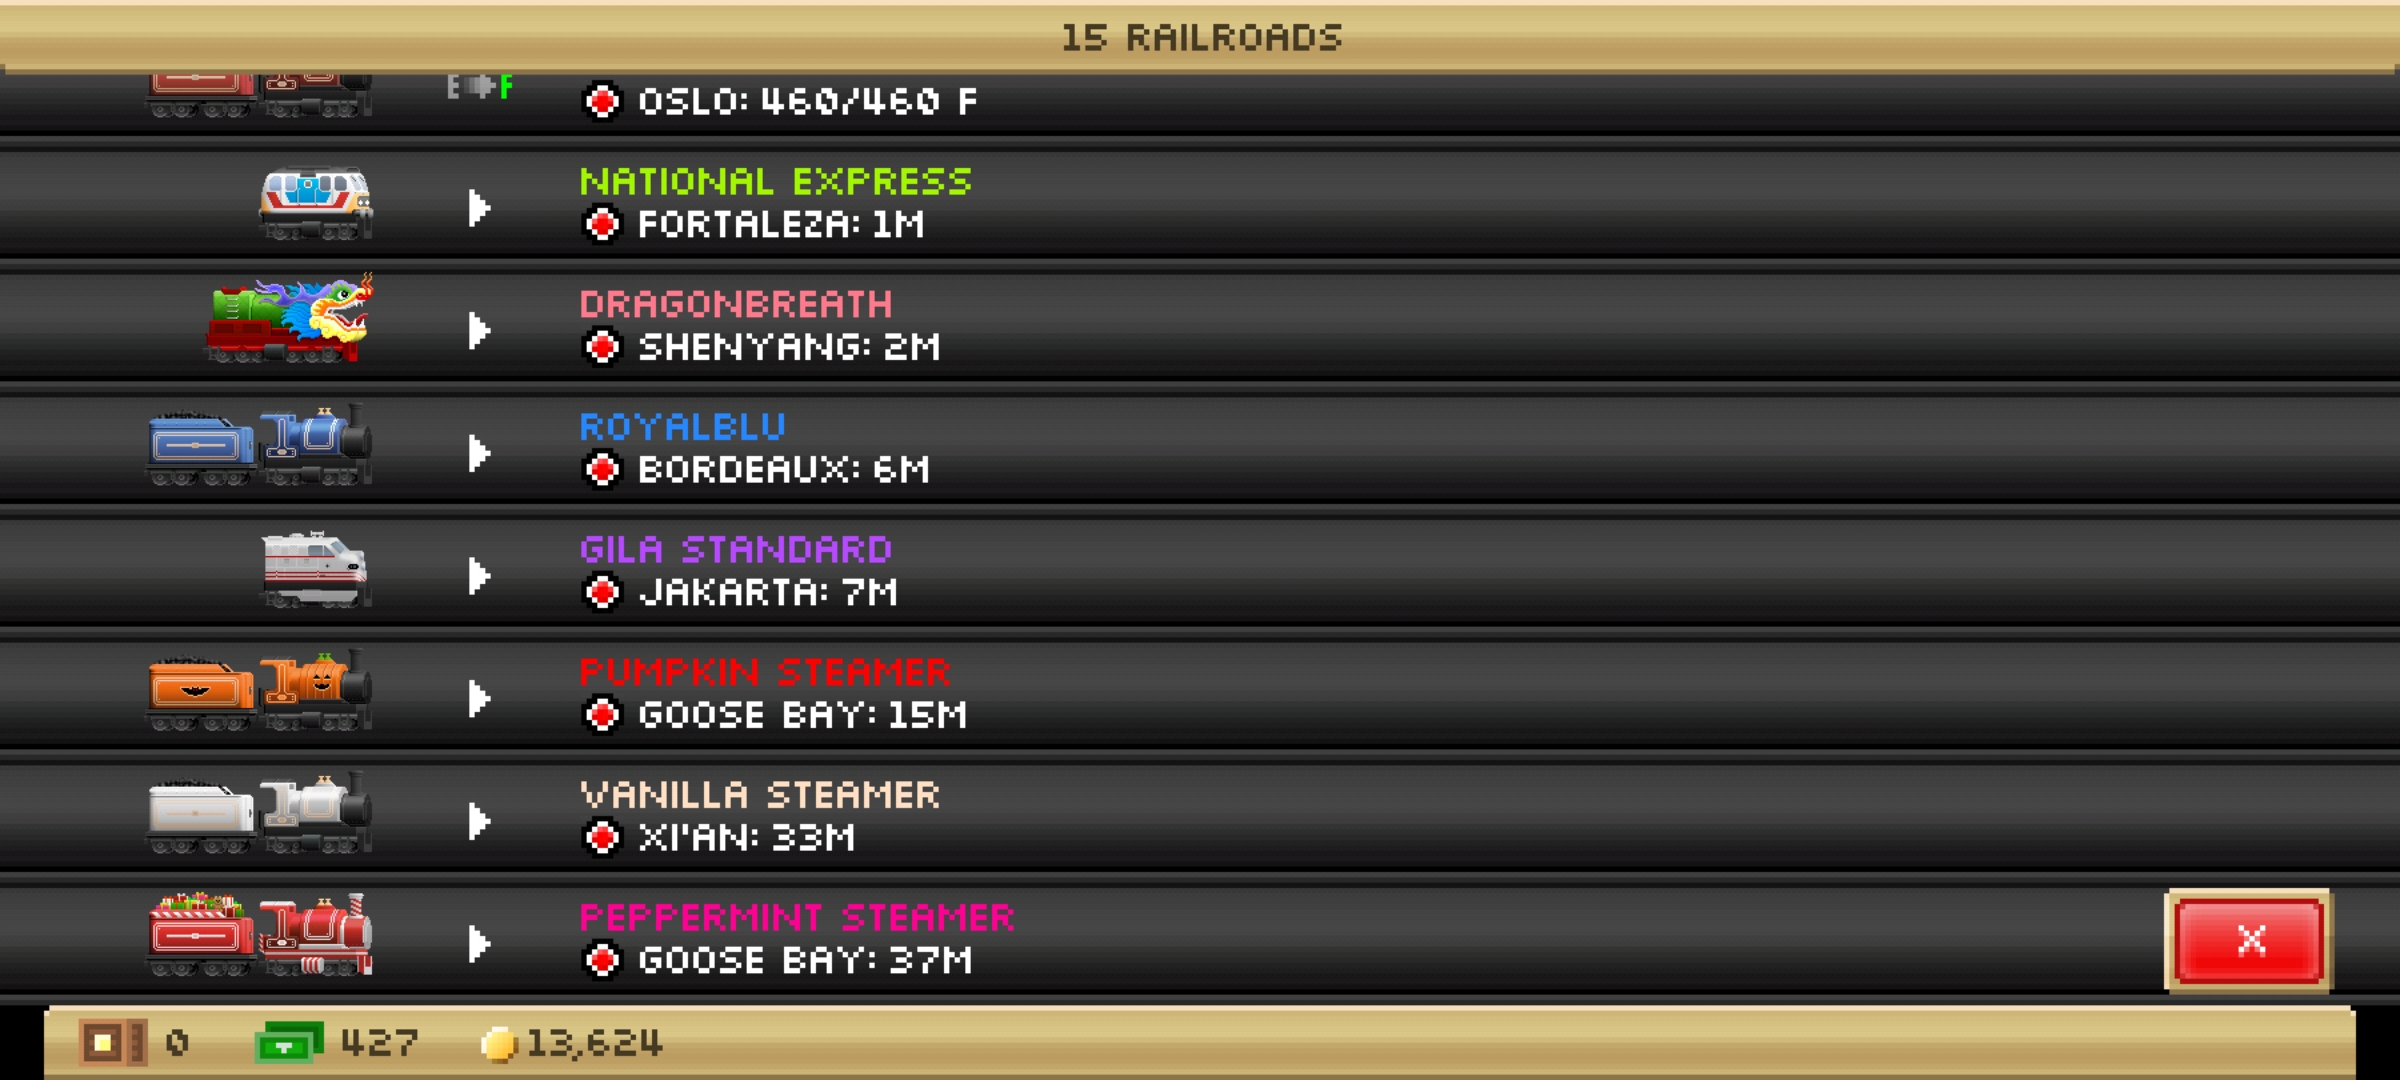 15 RAILROADS
E F
OSLO: 460/460 F
NATIONAL EXPRESS
FORTALEZA: 1M
DRAGONBREATH
SHENYANG: 2M
ROYALBLU
BORDEAUX: 6M
GILA STANDARD
JAKARTA: 7M
PUMPKIN STEAMER
GOOSE BAY: 15M
VANILLA STEAMER
XI'AN: 33M
PEPPERMINT STEAMER
GOOSE BAY: 37M
X
0 427 13,624